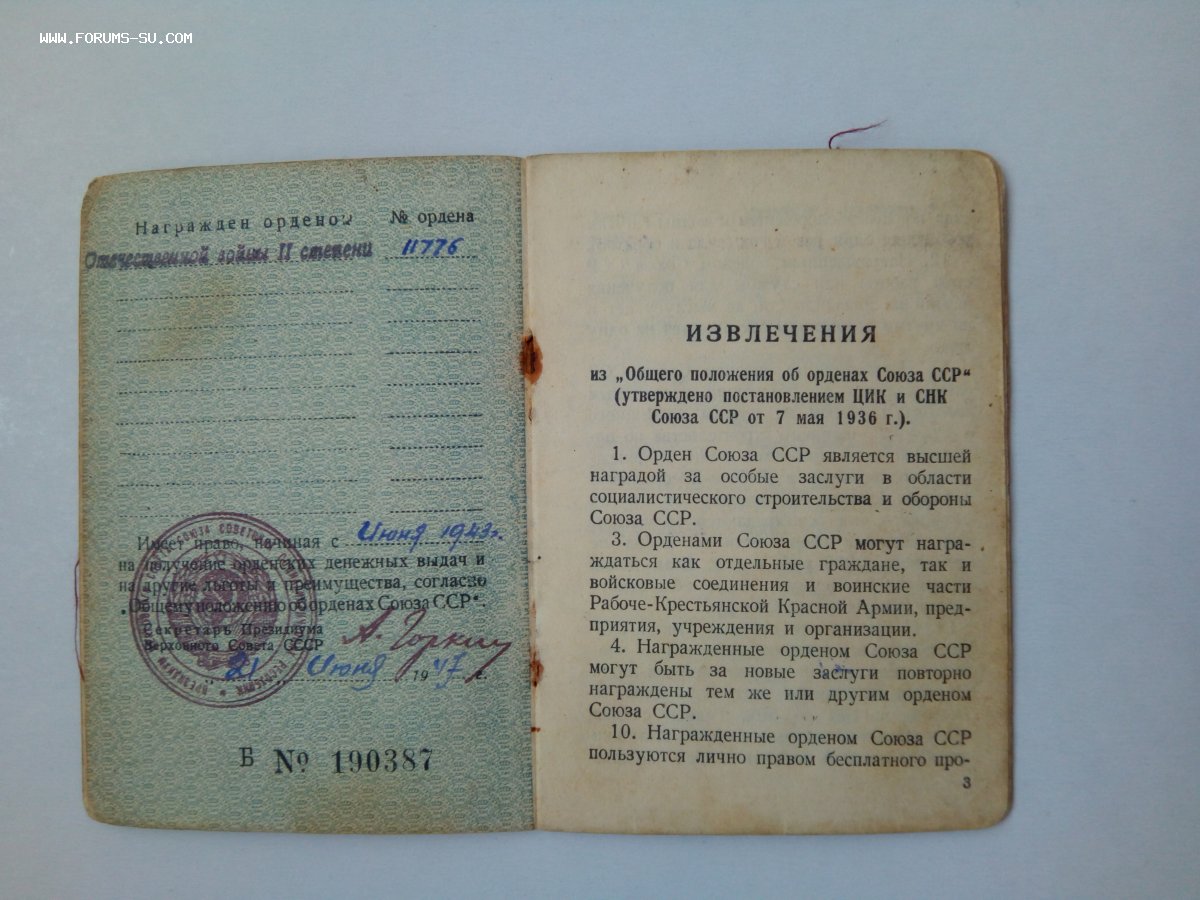 WWW.FORUMS-SU.COM
Награжден орденом № ордена
Отечественной войны II степени 11776
Имеет право, начиная с Июня 1943 г.
на получение орденских денежных выдач и
на другие льготы и преимущества, согласно
„Общему положению об орденах Союза ССР“.
Секретарь Президиума
Верховного Совета СССР А. Горкин
21 Июня 1947 г.
Б № 190387
ИЗВЛЕЧЕНИЯ
из „Общего положения об орденах Союза ССР“
(утверждено постановлением ЦИК и СНК
Союза ССР от 7 мая 1936 г.).
1. Орден Союза ССР является высшей
наградой за особые заслуги в области
социалистического строительства и обороны
Союза ССР.
3. Орденами Союза ССР могут награ-
ждаться как отдельные граждане, так и
войсковые соединения и воинские части
Рабоче-Крестьянской Красной Армии, пред-
приятия, учреждения и организации.
4. Награжденные орденом Союза ССР
могут быть за новые заслуги повторно
награждены тем же или другим орденом
Союза ССР.
10. Награжденные орденом Союза ССР
пользуются лично правом бесплатного про-
3